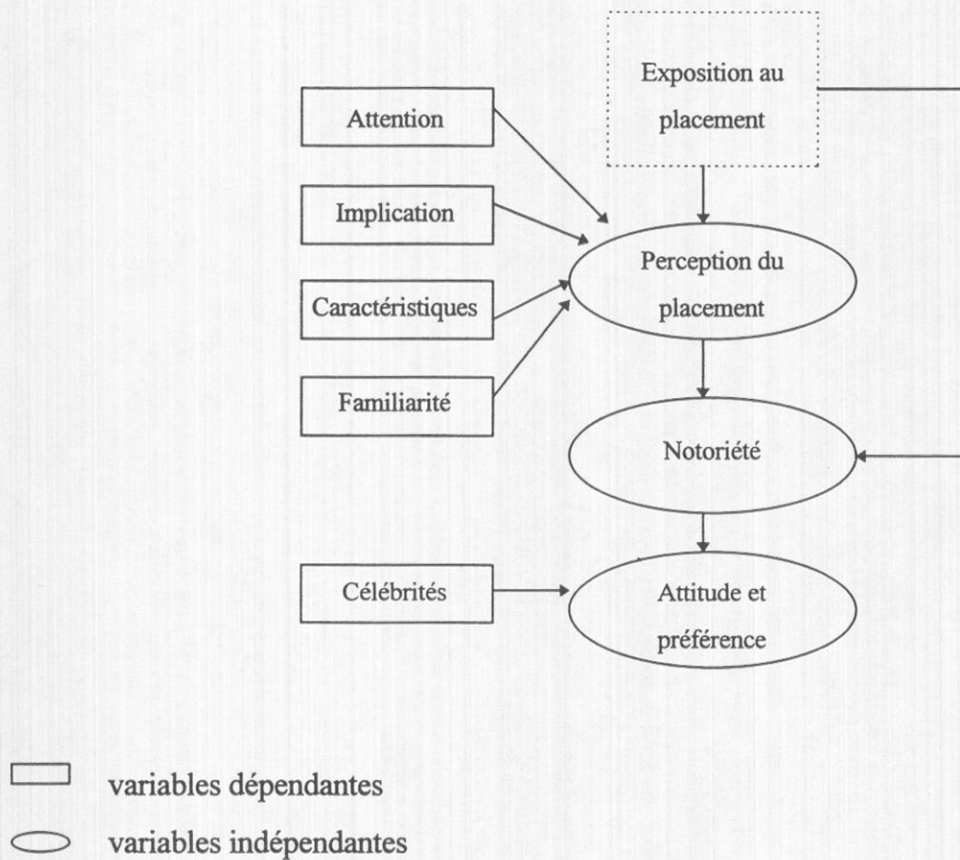 Exposition au
placement
Attention
Implication
Perception du
placement
Caractéristiques
Familiarité
Notoriété
Célébrités
Attitude et
préférence
variables dépendantes
variables indépendantes